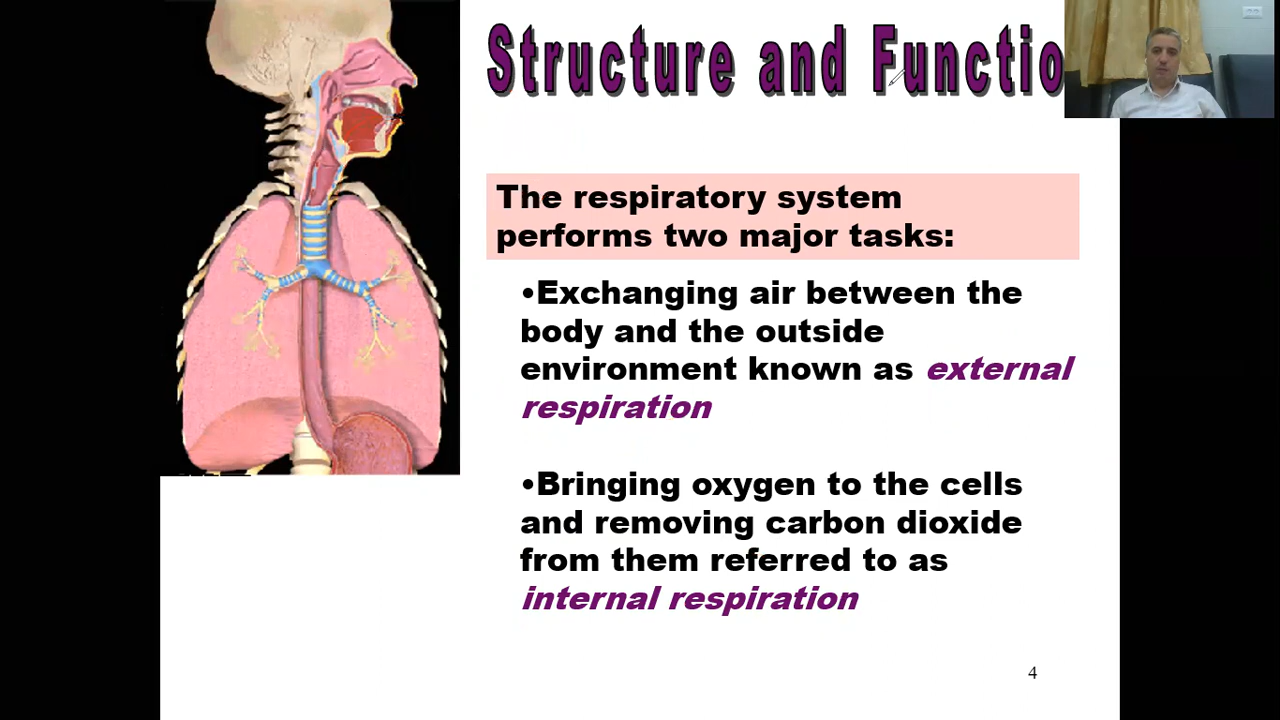 Structure and Functio
The respiratory system
performs two major tasks:
•Exchanging air between the
body and the outside
environment known as external
respiration
•Bringing oxygen to the cells
and removing carbon dioxide
from them referred to as
internal respiration
4